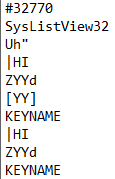 #32770
SysListView32
Uh"
|HI
ZYYd
[YY]
KEYNAME
|HI
ZYYd
KEYNAME